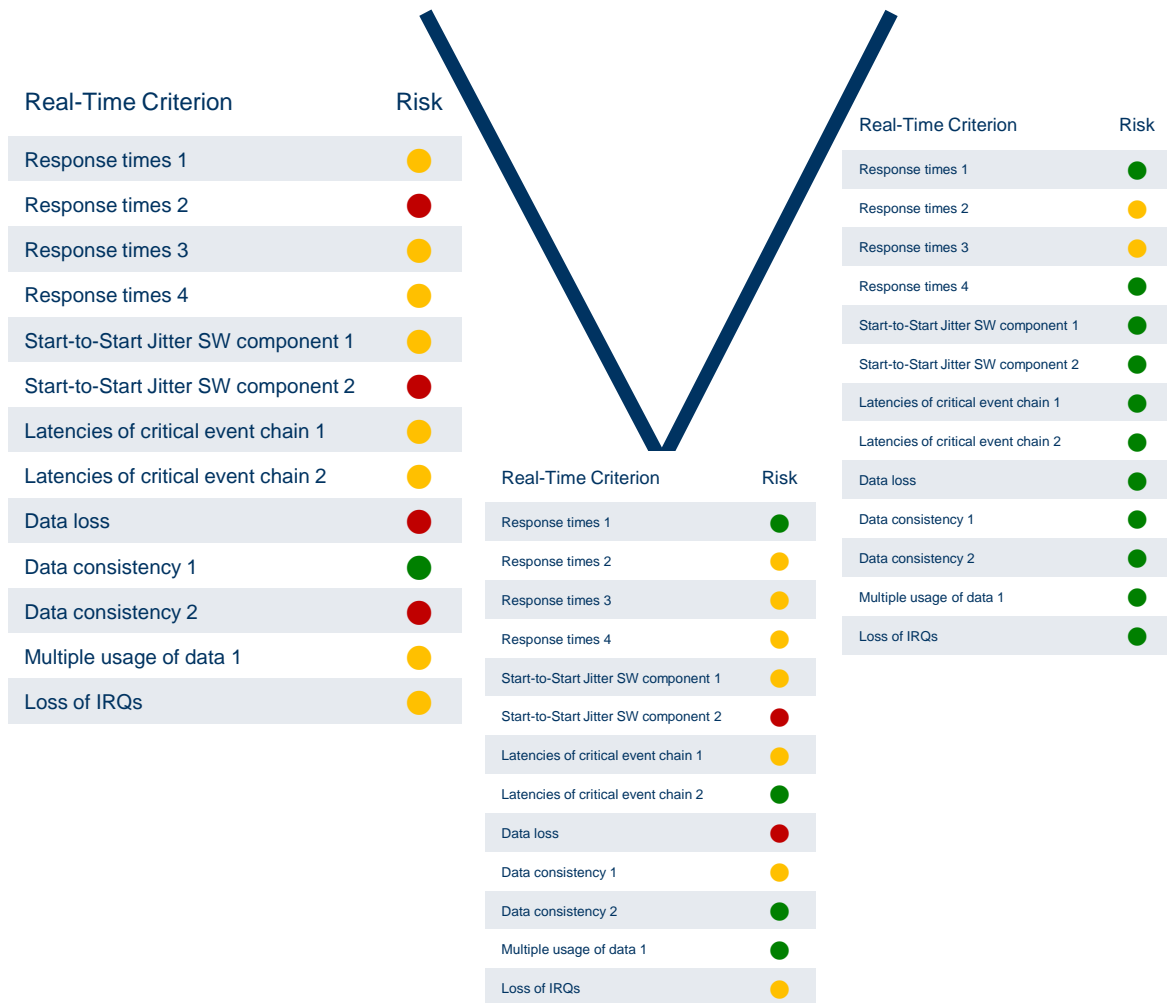 Real-Time Criterion Risk
Response times 1
Response times 2
Response times 3
Response times 4
Start-to-Start Jitter SW component 1
Start-to-Start Jitter SW component 2
Latencies of critical event chain 1
Latencies of critical event chain 2
Data loss
Data consistency 1
Data consistency 2
Multiple usage of data 1
Loss of IRQs
Real-Time Criterion Risk
Response times 1
Response times 2
Response times 3
Response times 4
Start-to-Start Jitter SW component 1
Start-to-Start Jitter SW component 2
Latencies of critical event chain 1
Latencies of critical event chain 2
Data loss
Data consistency 1
Data consistency 2
Multiple usage of data 1
Loss of IRQs
Real-Time Criterion Risk
Response times 1
Response times 2
Response times 3
Response times 4
Start-to-Start Jitter SW component 1
Start-to-Start Jitter SW component 2
Latencies of critical event chain 1
Latencies of critical event chain 2
Data loss
Data consistency 1
Data consistency 2
Multiple usage of data 1
Loss of IRQs